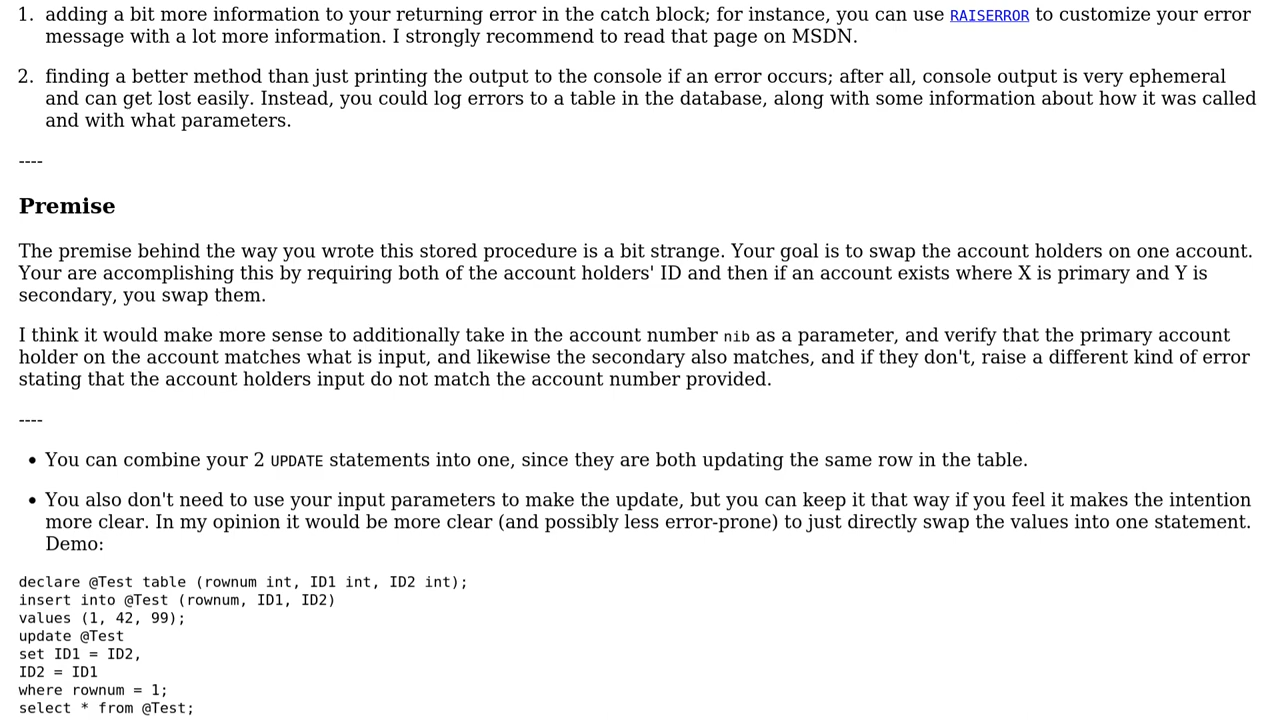 1. adding a bit more information to your returning error in the catch block; for instance, you can use RAISERROR to customize your error
message with a lot more information. I strongly recommend to read that page on MSDN.
2. finding a better method than just printing the output to the console if an error occurs; after all, console output is very ephemeral
and can get lost easily. Instead, you could log errors to a table in the database, along with some information about how it was called
and with what parameters.
----
Premise
The premise behind the way you wrote this stored procedure is a bit strange. Your goal is to swap the account holders on one account.
Your are accomplishing this by requiring both of the account holders' ID and then if an account exists where X is primary and Y is
secondary, you swap them.
I think it would make more sense to additionally take in the account number nib as a parameter, and verify that the primary account
holder on the account matches what is input, and likewise the secondary also matches, and if they don't, raise a different kind of error
stating that the account holders input do not match the account number provided.
----
• You can combine your 2 UPDATE statements into one, since they are both updating the same row in the table.
• You also don't need to use your input parameters to make the update, but you can keep it that way if you feel it makes the intention
more clear. In my opinion it would be more clear (and possibly less error-prone) to just directly swap the values into one statement.
Demo:
declare @Test table (rownum int, ID1 int, ID2 int);
insert into @Test (rownum, ID1, ID2)
values (1, 42, 99);
update @Test
set ID1 = ID2,
ID2 = ID1
where rownum = 1;
select * from @Test;